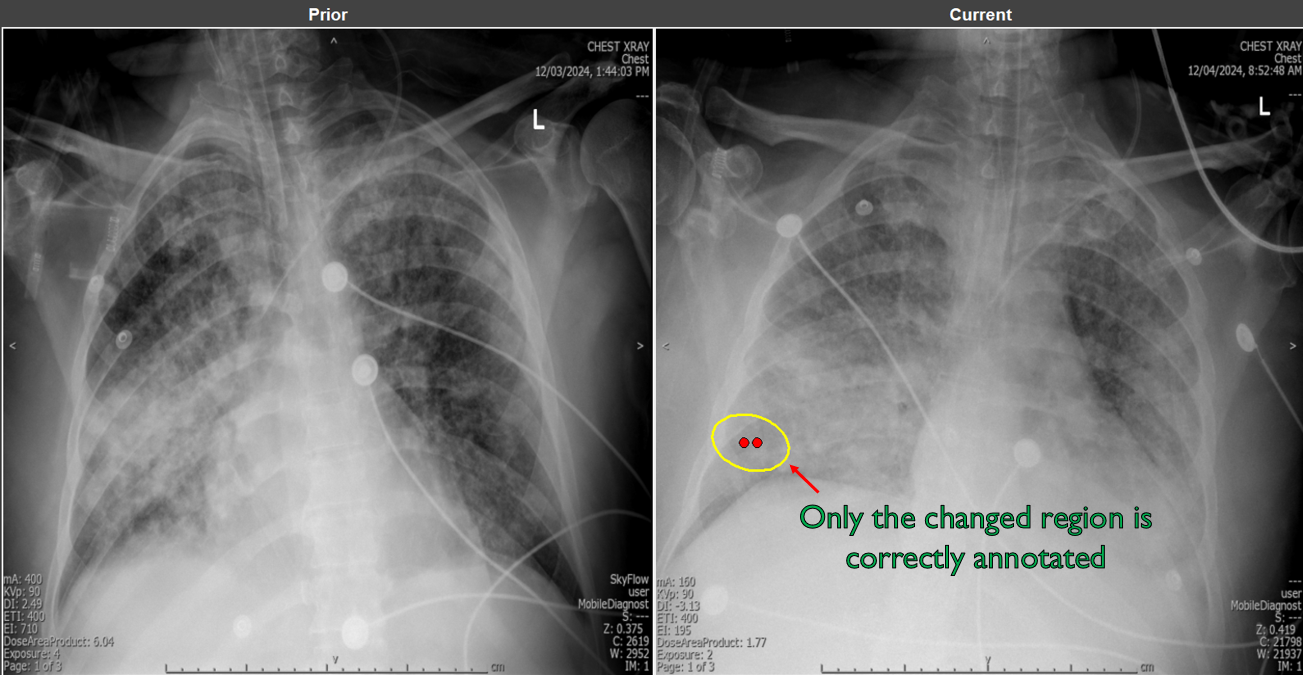 Prior
Current
CHEST XRAY
Chest
12/03/2024, 1:44:03 PM
---
L
mA: 400
KVp: 90
DI: 2.49
ETI: 400
EI: 710
DoseAreaProduct: 6.04
Exposure: 4
Page: 1 of 3
SkyFlow
user
MobileDiagnost
S: ---
Z: 0.375
C: 2619
W: 2952
IM: 1
cm
CHEST XRAY
Chest
12/04/2024, 8:52:48 AM
---
L
Only the changed region is
correctly annotated
mA: 160
KVp: 90
DI: -3.13
ETI: 400
EI: 195
DoseAreaProduct: 1.77
Exposure: 2
Page: 1 of 3
---
user
MobileDiagnost
S: ---
Z: 0.419
C: 21798
W: 21937
IM: 1
cm